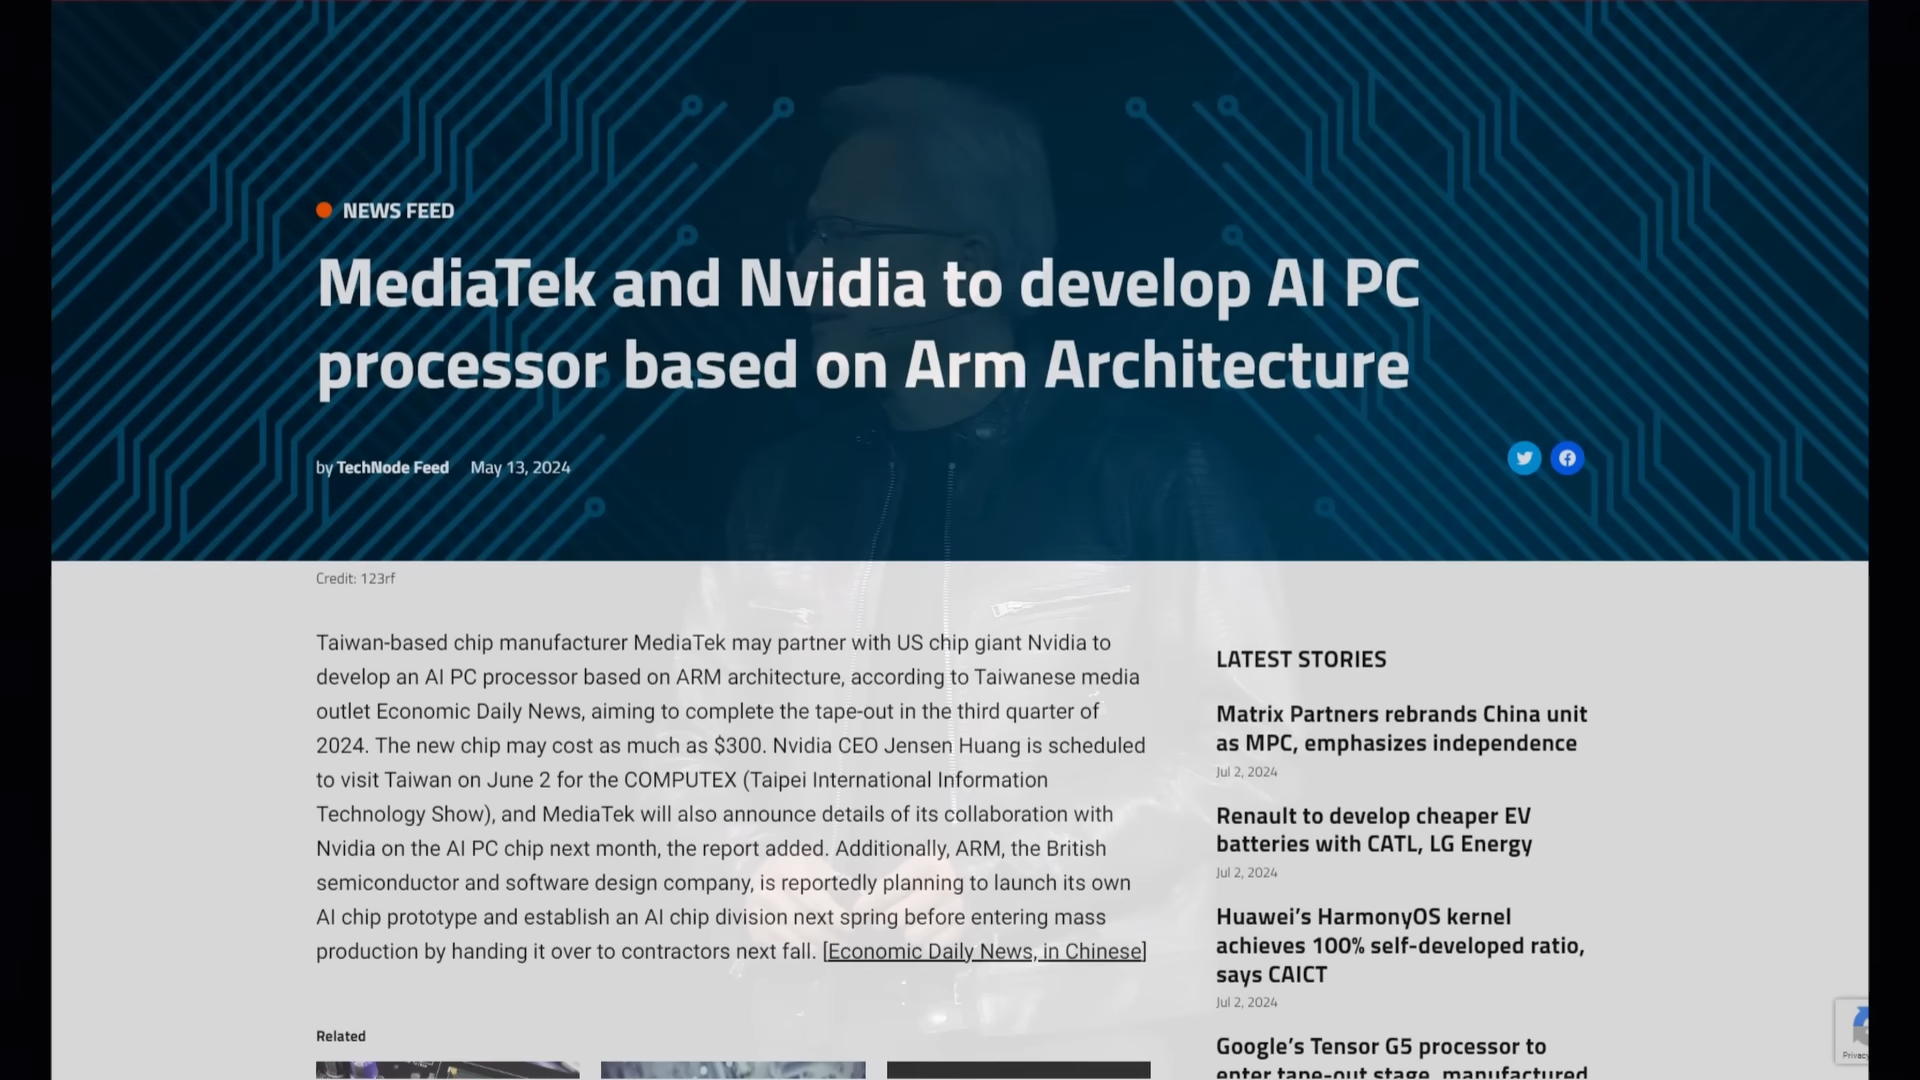 NEWS FEED
MediaTek and Nvidia to develop AI PC
processor based on Arm Architecture
by TechNode Feed May 13, 2024
Credit: 123rf
Taiwan-based chip manufacturer MediaTek may partner with US chip giant Nvidia to
develop an AI PC processor based on ARM architecture, according to Taiwanese media
outlet Economic Daily News, aiming to complete the tape-out in the third quarter of
2024. The new chip may cost as much as $300. Nvidia CEO Jensen Huang is scheduled
to visit Taiwan on June 2 for the COMPUTEX (Taipei International Information
Technology Show), and MediaTek will also announce details of its collaboration with
Nvidia on the AI PC chip next month, the report added. Additionally, ARM, the British
semiconductor and software design company, is reportedly planning to launch its own
AI chip prototype and establish an AI chip division next spring before entering mass
production by handing it over to contractors next fall. [Economic Daily News, in Chinese]
Related
LATEST STORIES
Matrix Partners rebrands China unit
as MPC, emphasizes independence
Jul 2, 2024
Renault to develop cheaper EV
batteries with CATL, LG Energy
Jul 2, 2024
Huawei’s HarmonyOS kernel
achieves 100% self-developed ratio,
says CAICT
Jul 2, 2024
Google’s Tensor G5 processor to
enter tape-out stage, manufactured